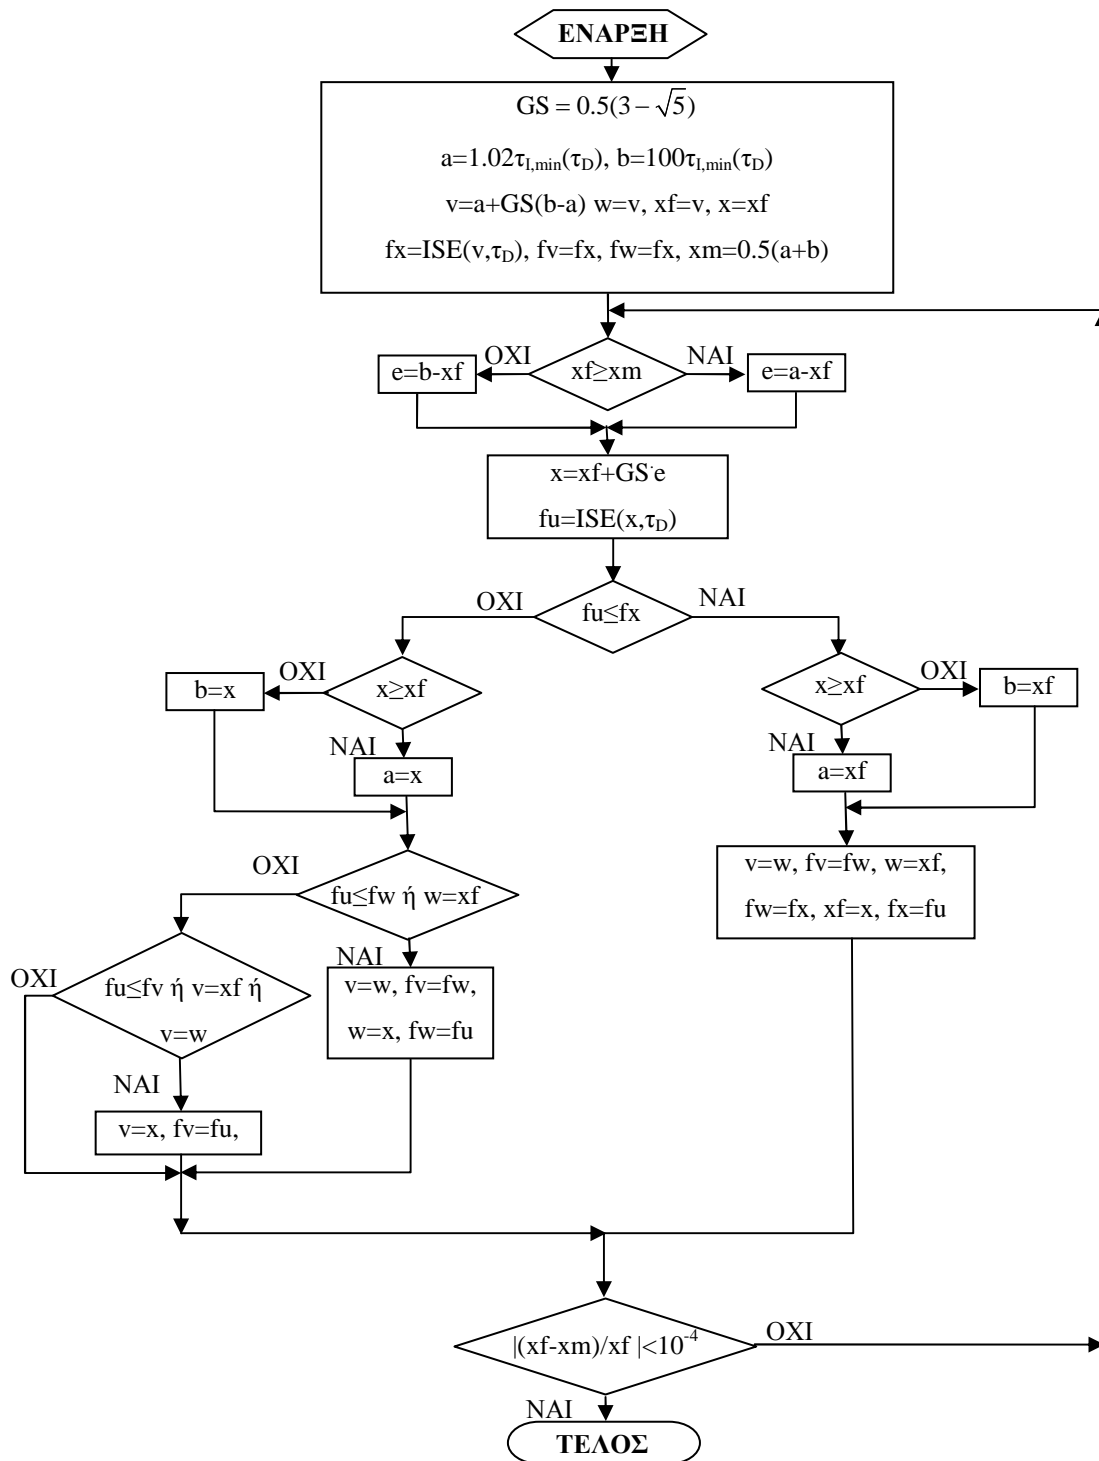 ΕΝΑΡΞΗ
GS = 0.5(3 − √5)
a=1.02τI,min(τD), b=100τI,min(τD)
v=a+GS(b-a) w=v, xf=v, x=xf
fx=ISE(v,τD), fv=fx, fw=fx, xm=0.5(a+b)
ΟΧΙ
ΝΑΙ
e=b-xf
xf≥xm
e=a-xf
x=xf+GS·e
fu=ISE(x,τD)
ΟΧΙ
ΝΑΙ
fu≤fx
ΟΧΙ
ΟΧΙ
b=x
x≥xf
x≥xf
b=xf
ΝΑΙ
ΝΑΙ
a=x
a=xf
ΟΧΙ
fu≤fw ή w=xf
v=w, fv=fw, w=xf,
fw=fx, xf=x, fx=fu
ΝΑΙ
ΟΧΙ
fu≤fv ή v=xf ή
v=w
v=w, fv=fw,
w=x, fw=fu
ΝΑΙ
v=x, fv=fu,
|(xf-xm)/xf |<10-4
ΟΧΙ
ΝΑΙ
ΤΕΛΟΣ